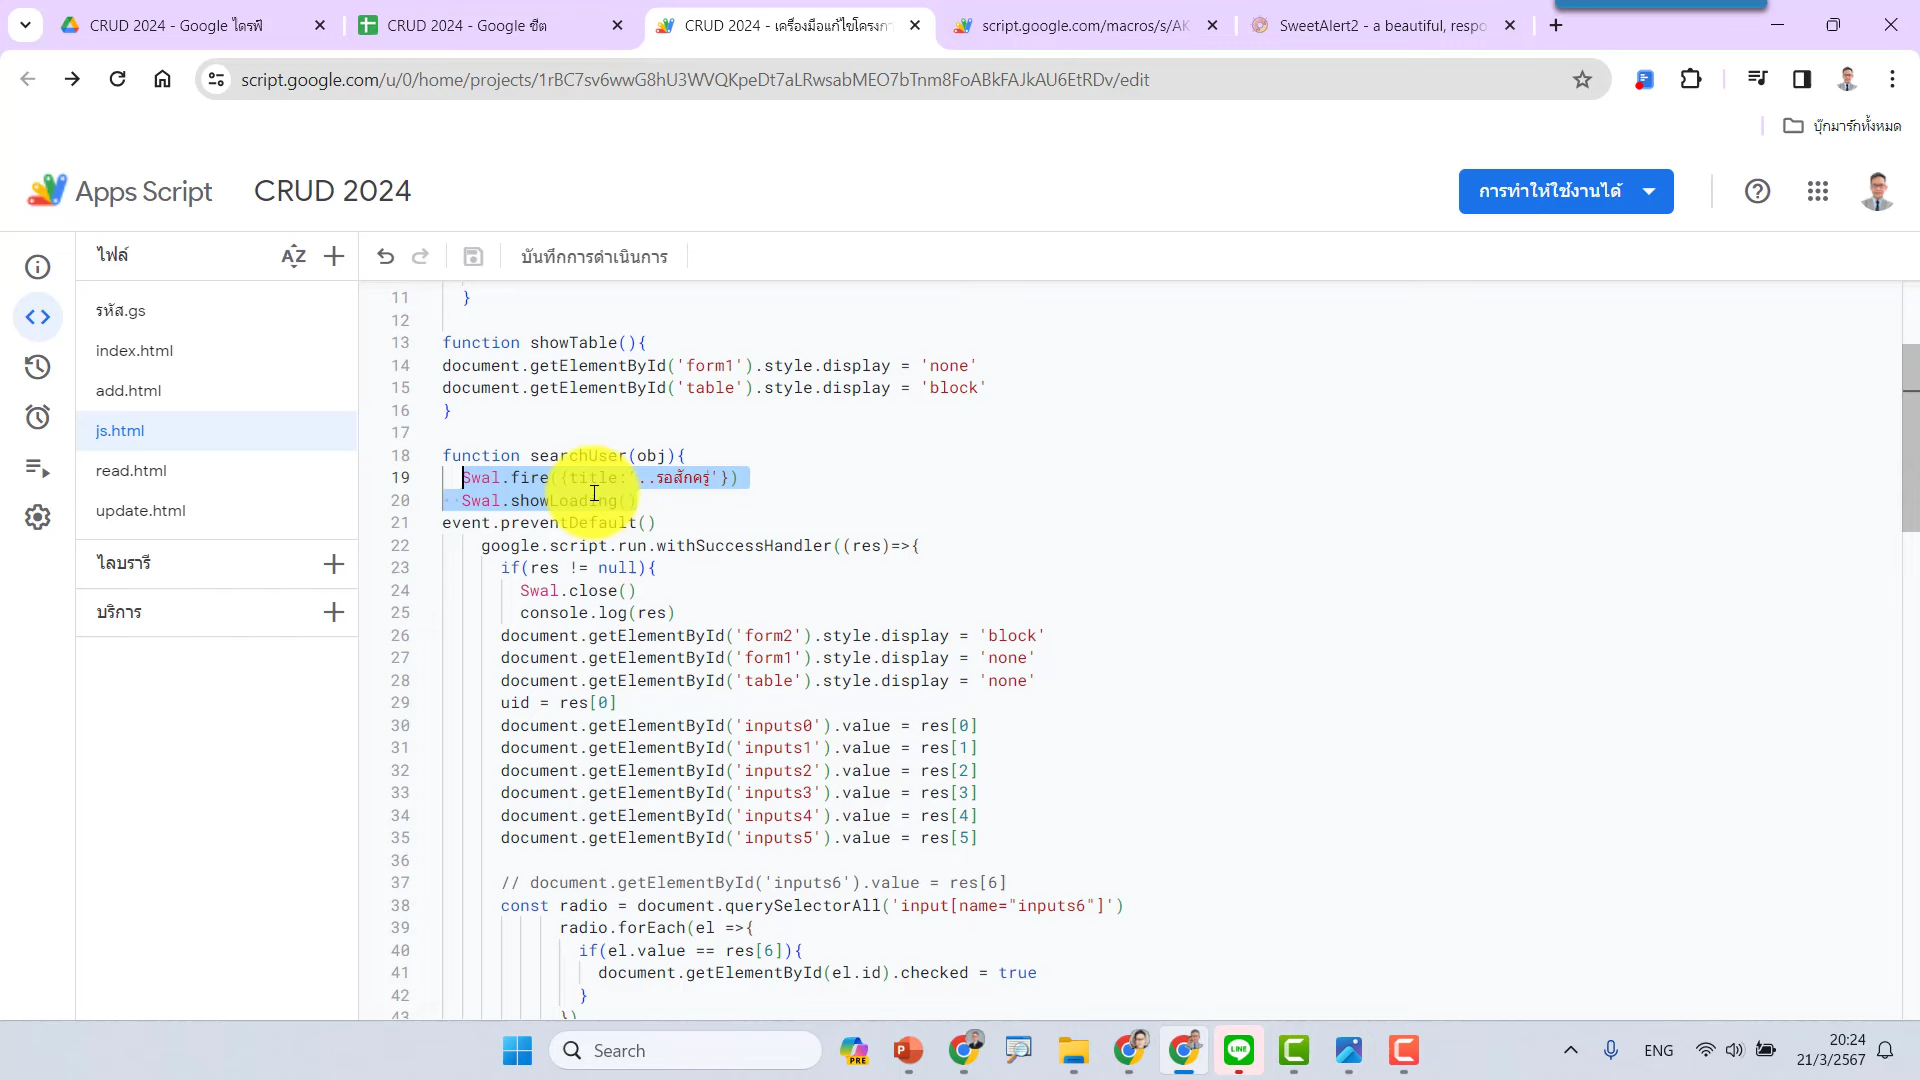 CRUD 2024 - Google ไดรฟ์
CRUD 2024 - Google ชีต
CRUD 2024 - เครื่องมือแก้ไขโครงกา
script.google.com/macros/s/AK
SweetAlert2 - a beautiful, respo
script.google.com/u/0/home/projects/1rBC7sv6wwG8hU3WVQKpeDt7aLRwsabMEO7bTnm8FoABkFAJkAU6EtRDv/edit
บุ๊กมาร์กทั้งหมด
Apps Script
CRUD 2024
การทำให้ใช้งานได้
ไฟล์
AZ
บันทึกการดำเนินการ
รหัส.gs
index.html
add.html
js.html
read.html
update.html
ไลบรารี
บริการ
11 }
12
13 function showTable(){
14 document.getElementById('form1').style.display = 'none'
15 document.getElementById('table').style.display = 'block'
16 }
17
18 function searchUser(obj){
19 Swal.fire({title:'..รอสักครู่'})
20 Swal.showLoading()
21 event.preventDefault()
22 google.script.run.withSuccessHandler((res)=>{
23 if(res != null){
24 Swal.close()
25 console.log(res)
26 document.getElementById('form2').style.display = 'block'
27 document.getElementById('form1').style.display = 'none'
28 document.getElementById('table').style.display = 'none'
29 uid = res[0]
30 document.getElementById('inputs0').value = res[0]
31 document.getElementById('inputs1').value = res[1]
32 document.getElementById('inputs2').value = res[2]
33 document.getElementById('inputs3').value = res[3]
34 document.getElementById('inputs4').value = res[4]
35 document.getElementById('inputs5').value = res[5]
36
37 // document.getElementById('inputs6').value = res[6]
38 const radio = document.querySelectorAll('input[name="inputs6"]')
39 radio.forEach(el =>{
40 if(el.value == res[6]){
41 document.getElementById(el.id).checked = true
42 }
43 })
Search
PRE
LINE
ENG
20:24
21/3/2567